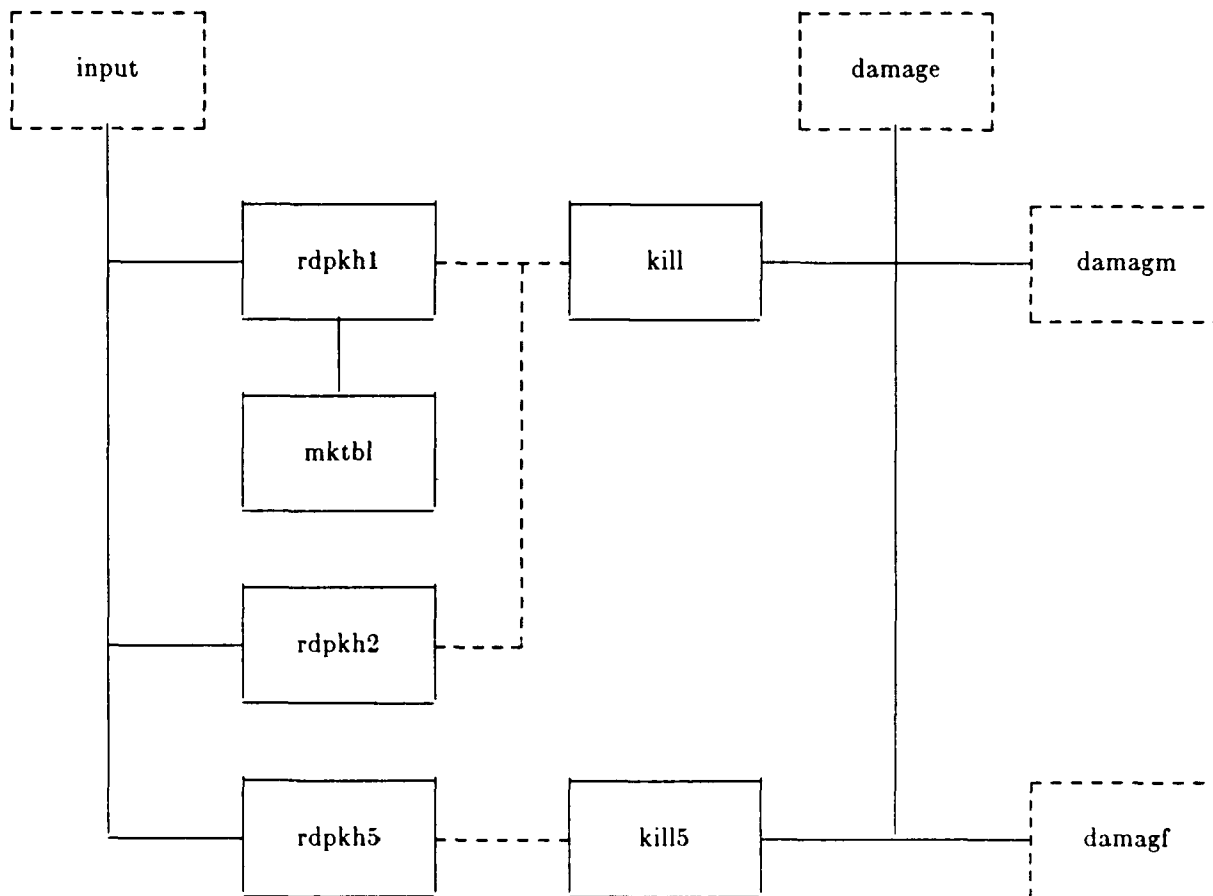 input
damage
rdpkh1
kill
damagm
mktbl
rdpkh2
rdpkh5
kill5
damagf